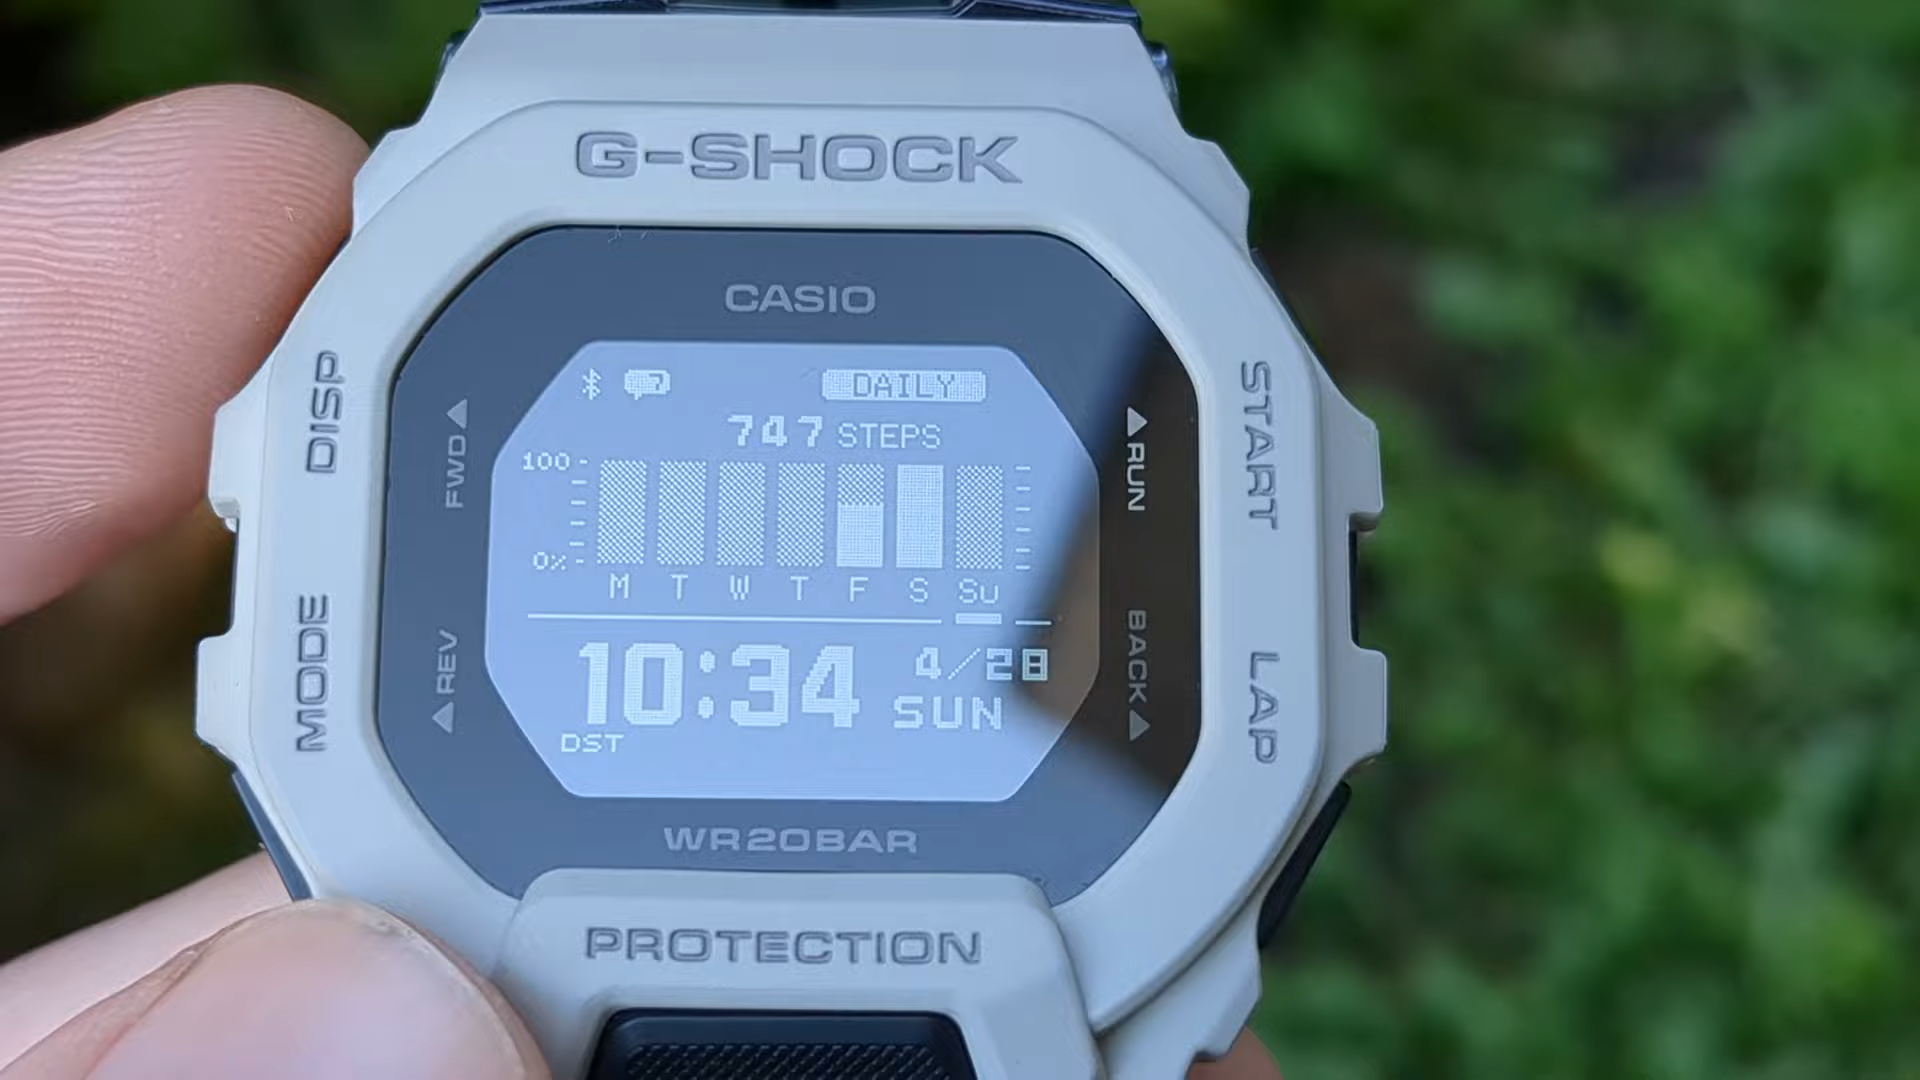 G-SHOCK
CASIO
DISP
MODE
FWD
REV
7 DAILY
747 STEPS
100
0%
M T W T F S Su
10:34 4/28
SUN
DST
RUN
BACK
START
LAP
WR20BAR
PROTECTION